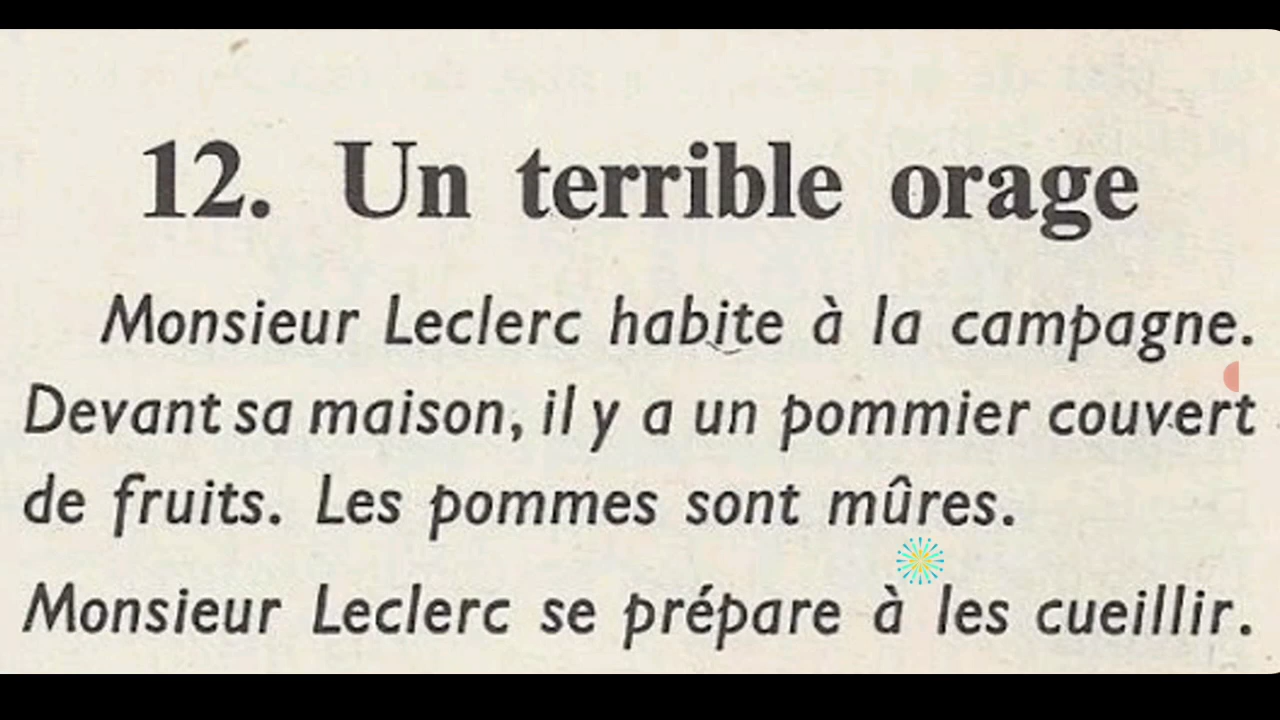 12. Un terrible orage
Monsieur Leclerc habite à la campagne.
Devant sa maison, il y a un pommier couvert
de fruits. Les pommes sont mûres.
Monsieur Leclerc se prépare à les cueillir.